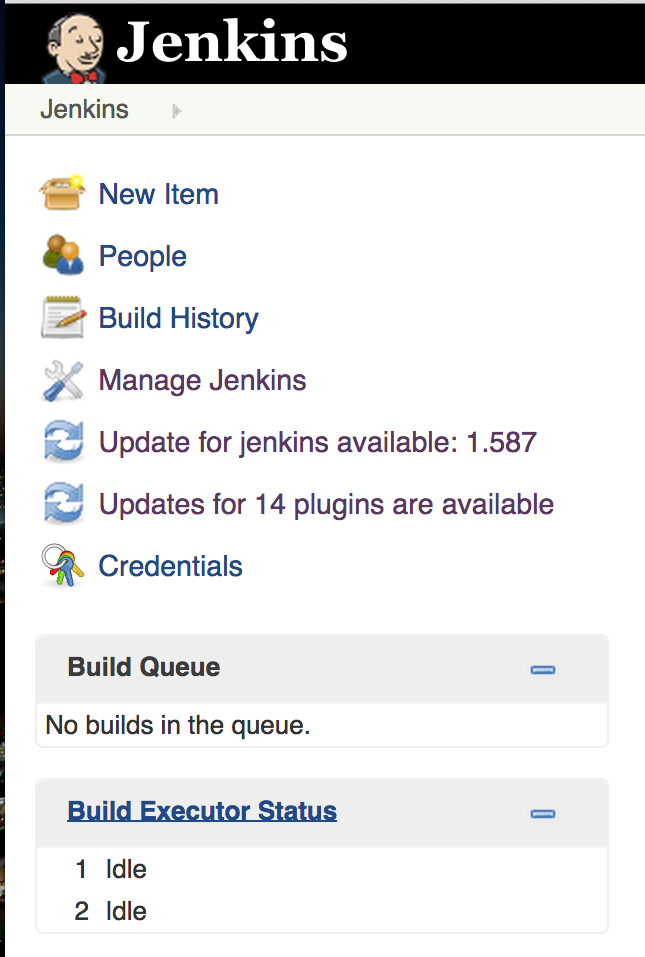 Jenkins
Jenkins
New Item
People
Build History
Manage Jenkins
Update for jenkins available: 1.587
Updates for 14 plugins are available
Credentials
Build Queue
No builds in the queue.
Build Executor Status
1 Idle
2 Idle